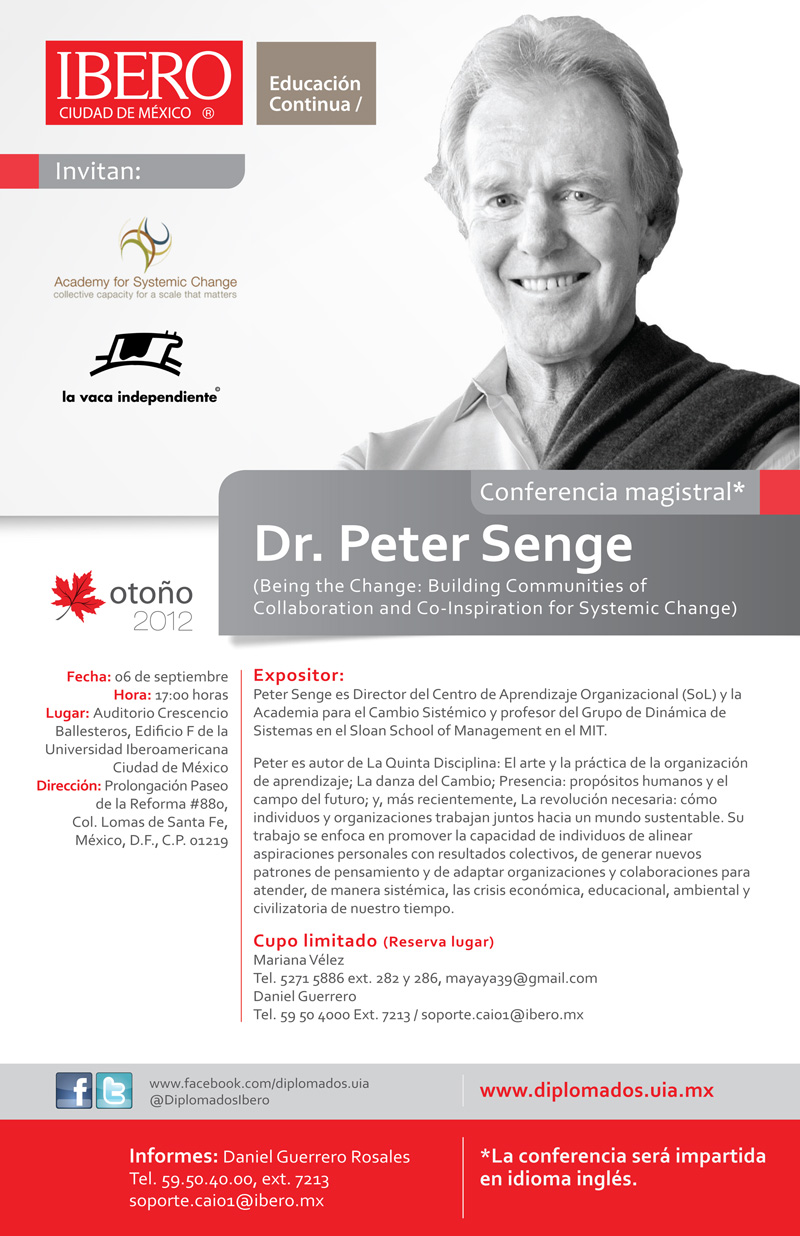 IBERO
CIUDAD DE MÉXICO ®
Educación
Continua /
Invitan:
Academy for Systemic Change
collective capacity for a scale that matters
la vaca independiente©
Conferencia magistral*
Dr. Peter Senge
(Being the Change: Building Communities of
Collaboration and Co-Inspiration for Systemic Change)
otoño
2012
Fecha: 06 de septiembre
Hora: 17:00 horas
Lugar: Auditorio Crescencio
Ballesteros, Edificio F de la
Universidad Iberoamericana
Ciudad de México
Dirección: Prolongación Paseo
de la Reforma #880,
Col. Lomas de Santa Fe,
México, D.F., C.P. 01219
Expositor:
Peter Senge es Director del Centro de Aprendizaje Organizacional (SoL) y la
Academia para el Cambio Sistémico y profesor del Grupo de Dinámica de
Sistemas en el Sloan School of Management en el MIT.
Peter es autor de La Quinta Disciplina: El arte y la práctica de la organización
de aprendizaje; La danza del Cambio; Presencia: propósitos humanos y el
campo del futuro; y, más recientemente, La revolución necesaria: cómo
individuos y organizaciones trabajan juntos hacia un mundo sustentable. Su
trabajo se enfoca en promover la capacidad de individuos de alinear
aspiraciones personales con resultados colectivos, de generar nuevos
patrones de pensamiento y de adaptar organizaciones y colaboraciones para
atender, de manera sistémica, las crisis económica, educacional, ambiental y
civilizatoria de nuestro tiempo.
Cupo limitado (Reserva lugar)
Mariana Vélez
Tel. 5271 5886 ext. 282 y 286, mayaya39@gmail.com
Daniel Guerrero
Tel. 59 50 4000 Ext. 7213 / soporte.caio1@ibero.mx
f
t
www.facebook.com/diplomados.uia
@DiplomadosIbero
www.diplomados.uia.mx
Informes: Daniel Guerrero Rosales
Tel. 59.50.40.00, ext. 7213
soporte.caio1@ibero.mx
*La conferencia será impartida
en idioma inglés.